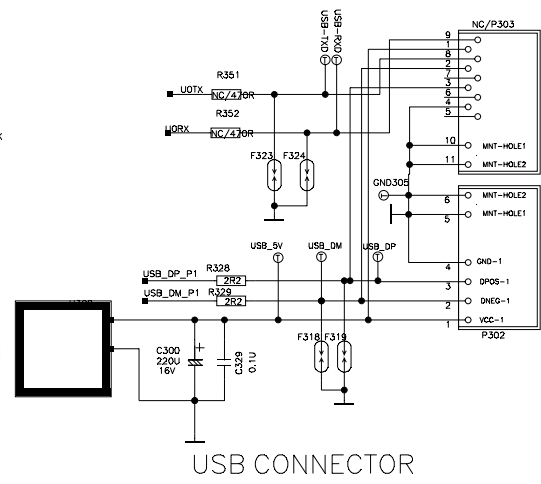 NC/P303
USB-TXD
USB-RXD
9
1
8
2
7
3
6
4
5
R351
UOTX
NC/470R
R352
UORX
NC/470R
10 MNT-HOLE1
11 MNT-HOLE2
F323
F324
GND305
6 MNT-HOLE2
5 MNT-HOLE1
USB_5V
USB_DM
USB_DP
4 GND-1
USB_DP_P1
R328
2R2
3 DPOS-1
USB_DM_P1
R329
2R2
2 DNEG-1
1 VCC-1
P302
F318
F319
C300
220U
16V
+
C329
0.1U
USB CONNECTOR